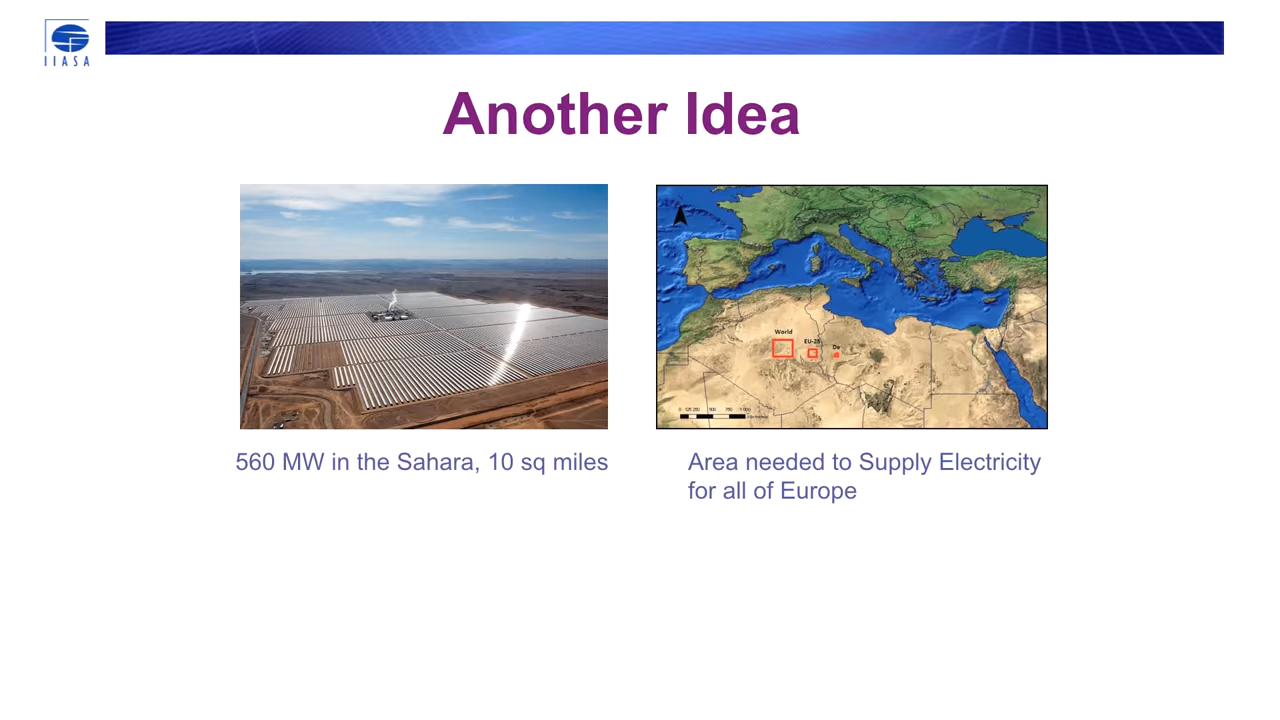 IIASA
Another Idea
World
EU-25
De
560 MW in the Sahara, 10 sq miles
Area needed to Supply Electricity
for all of Europe